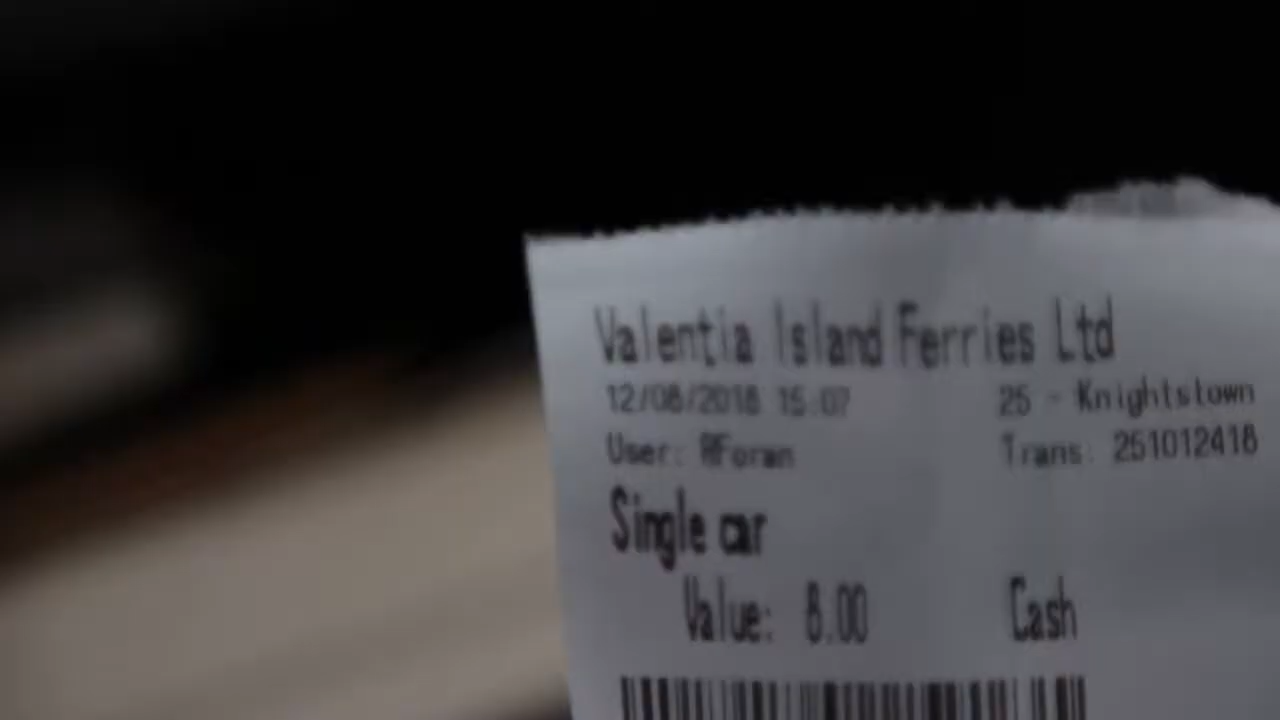 Valentia Island Ferries Ltd
12/08/2018 15:07 25 - Knightstown
User: RForan Trans: 251012418
Single car
Value: 8.00 Cash